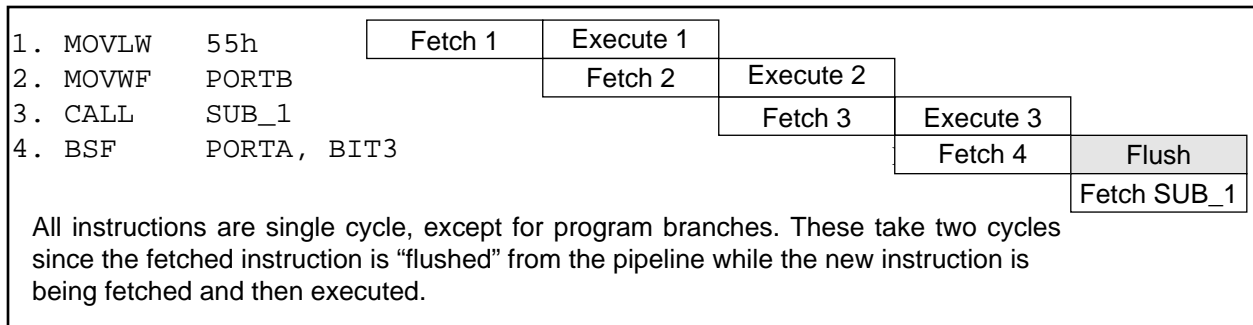 1. MOVLW 55h Fetch 1 Execute 1
2. MOVWF PORTB Fetch 2 Execute 2
3. CALL SUB_1 Fetch 3 Execute 3
4. BSF PORTA, BIT3 Fetch 4 Flush
Fetch SUB_1
All instructions are single cycle, except for program branches. These take two cycles
since the fetched instruction is “flushed” from the pipeline while the new instruction is
being fetched and then executed.